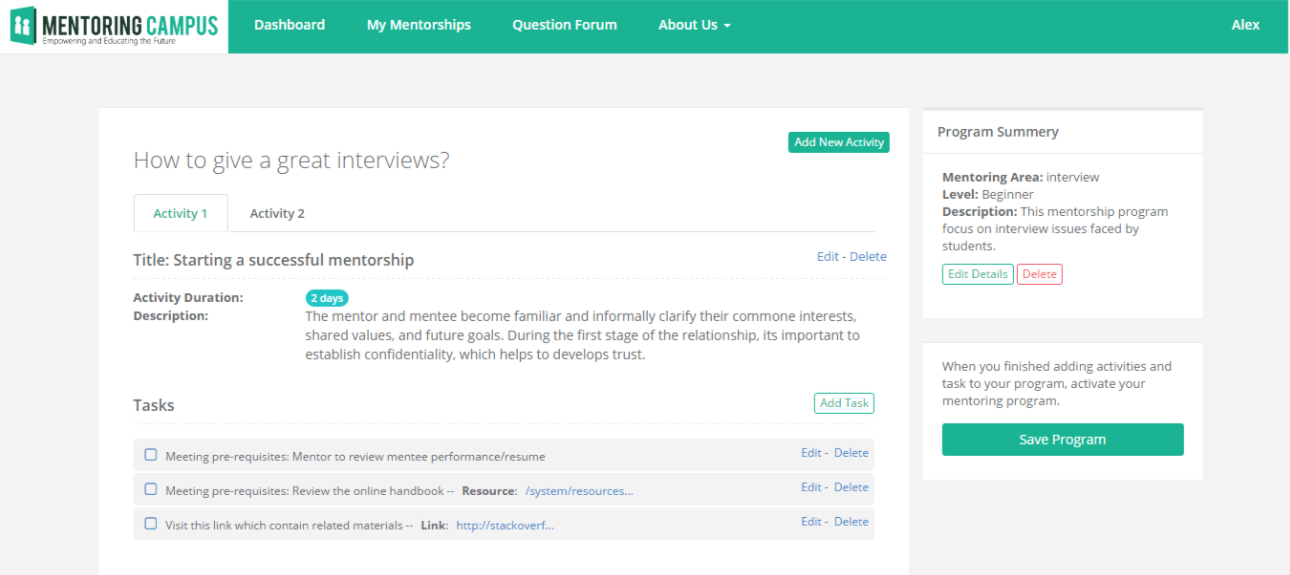 MENTORING CAMPUS
Empowering and Educating the Future
Dashboard My Mentorships Question Forum About Us Alex
Add New Activity
How to give a great interviews?
Activity 1 Activity 2
Title: Starting a successful mentorship Edit - Delete
Activity Duration: 2 days
Description: The mentor and mentee become familiar and informally clarify their commone interests,
shared values, and future goals. During the first stage of the relationship, its important to
establish confidentiality, which helps to develops trust.
Tasks Add Task
Meeting pre-requisites: Mentor to review mentee performance/resume Edit - Delete
Meeting pre-requisites: Review the online handbook -- Resource: /system/resources... Edit - Delete
Visit this link which contain related materials -- Link: http://stackoverf... Edit - Delete
Program Summary
Mentoring Area: interview
Level: Beginner
Description: This mentorship program
focus on interview issues faced by
students.
Edit Details Delete
When you finished adding activities and
task to your program, activate your
mentoring program.
Save Program